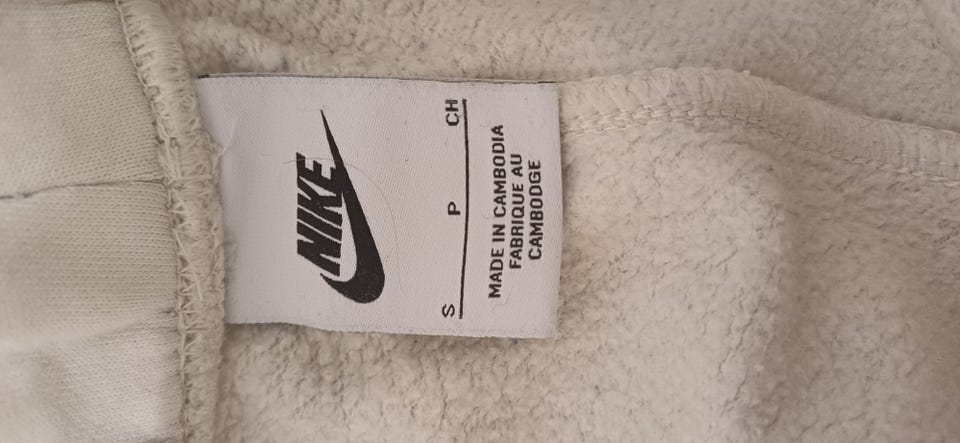 NIKE
S P CH
MADE IN CAMBODIA
FABRIQUE AU
CAMBODGE